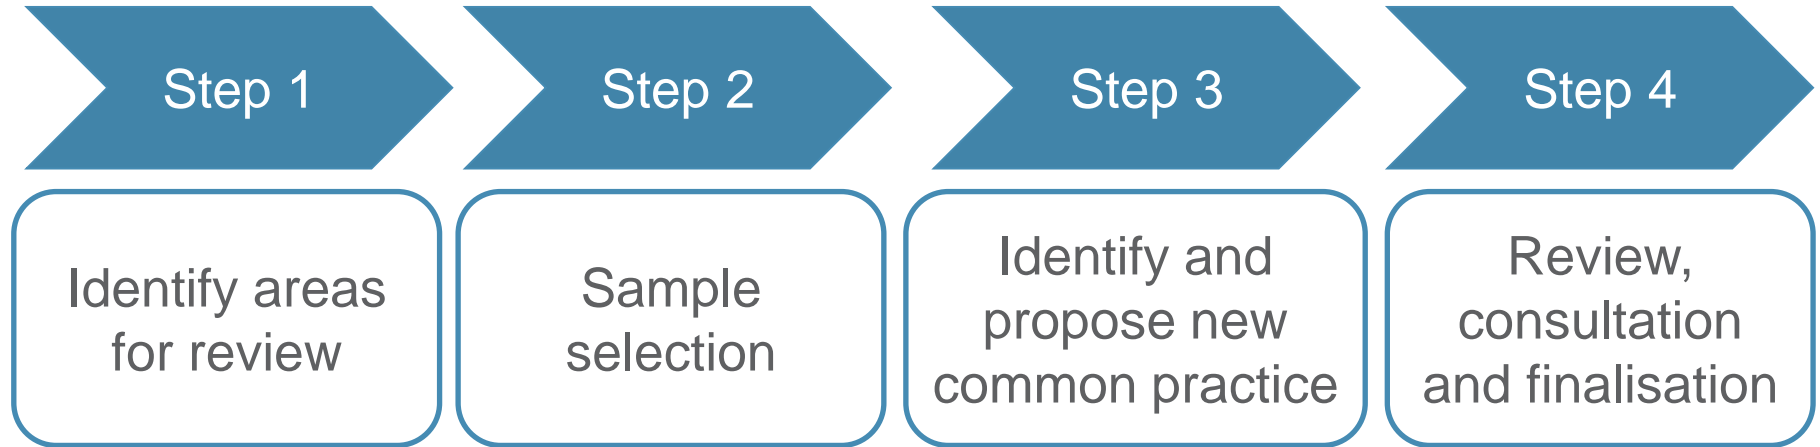 Step 1
Step 2
Step 3
Step 4
Identify areas
for review
Sample
selection
Identify and
propose new
common practice
Review,
consultation
and finalisation